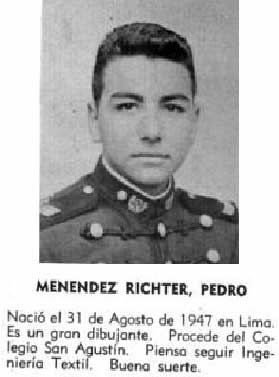 MENENDEZ RICHTER, PEDRO
Nació el 31 de Agosto de 1947 en Lima.
Es un gran dibujante. Procede del Co-
legio San Agustín. Piensa seguir Inge-
niería Textil. Buena suerte.